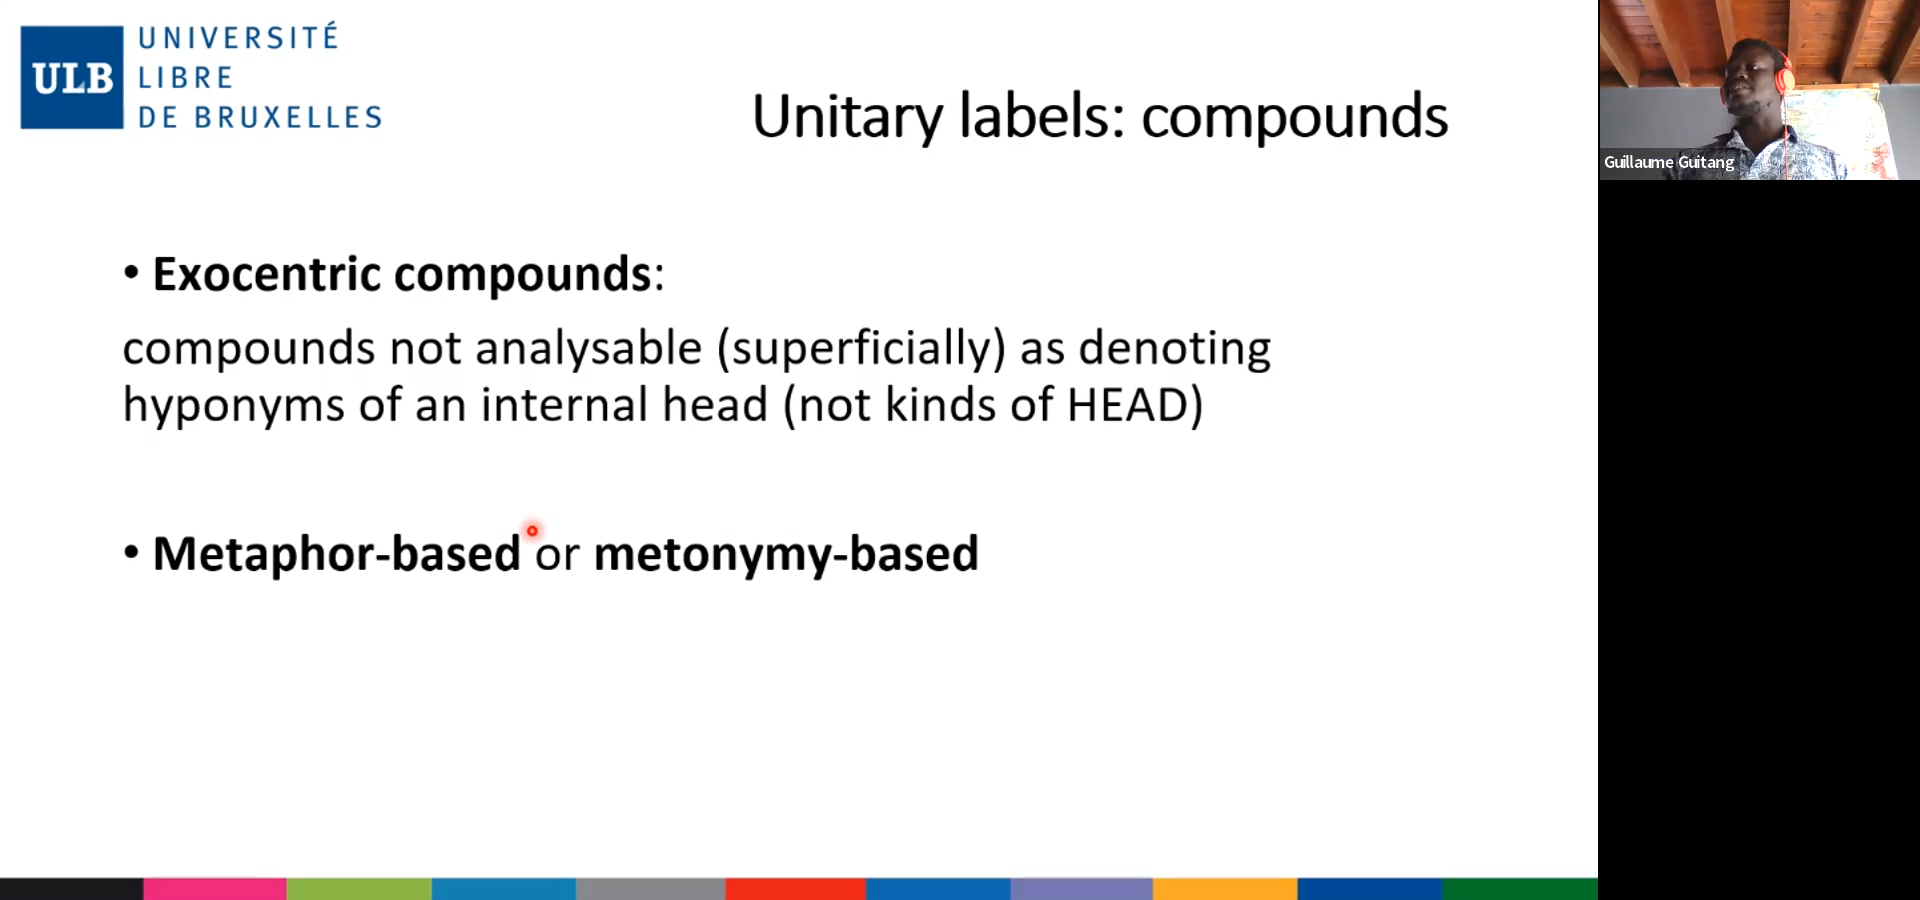 ULB
UNIVERSITÉ
LIBRE
DE BRUXELLES
Unitary labels: compounds
Guillaume Guitang
• Exocentric compounds:
compounds not analysable (superficially) as denoting
hyponyms of an internal head (not kinds of HEAD)
• Metaphor-based or metonymy-based